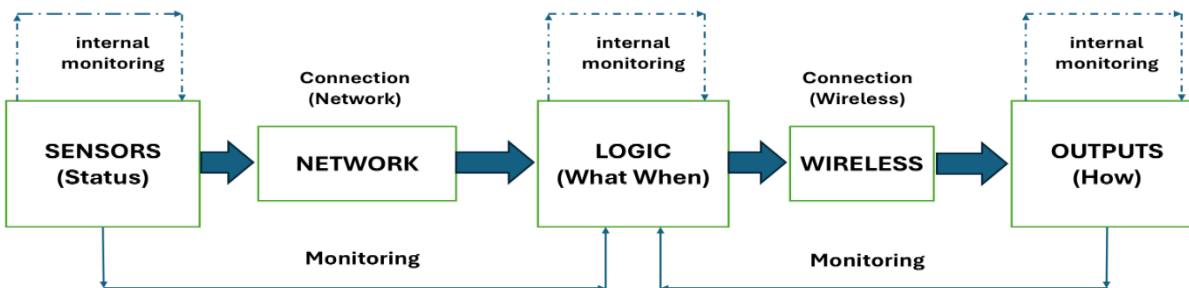 internal
monitoring
internal
monitoring
internal
monitoring
Connection
(Network)
Connection
(Wireless)
SENSORS
(Status)
NETWORK
LOGIC
(What When)
WIRELESS
OUTPUTS
(How)
Monitoring
Monitoring